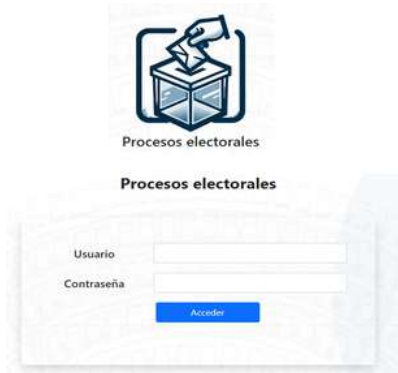 Procesos electorales
Procesos electorales
Usuario
Contraseña
Acceder